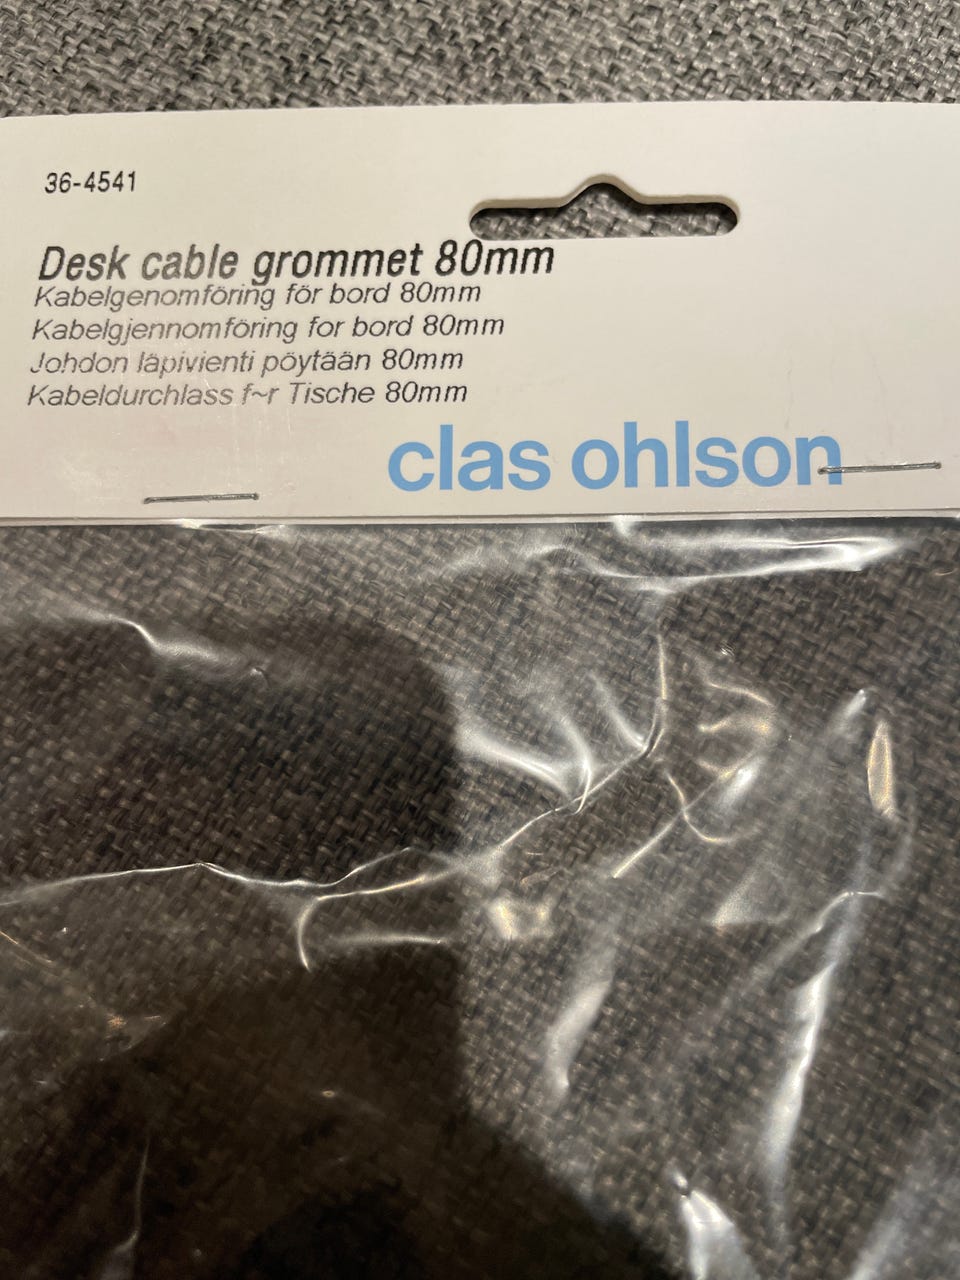 36-4541
Desk cable grommet 80mm
Kabelgenomföring för bord 80mm
Kabelgjennomföring for bord 80mm
Johdon läpivienti pöytään 80mm
Kabeldurchlass f~r Tische 80mm
clas ohlson